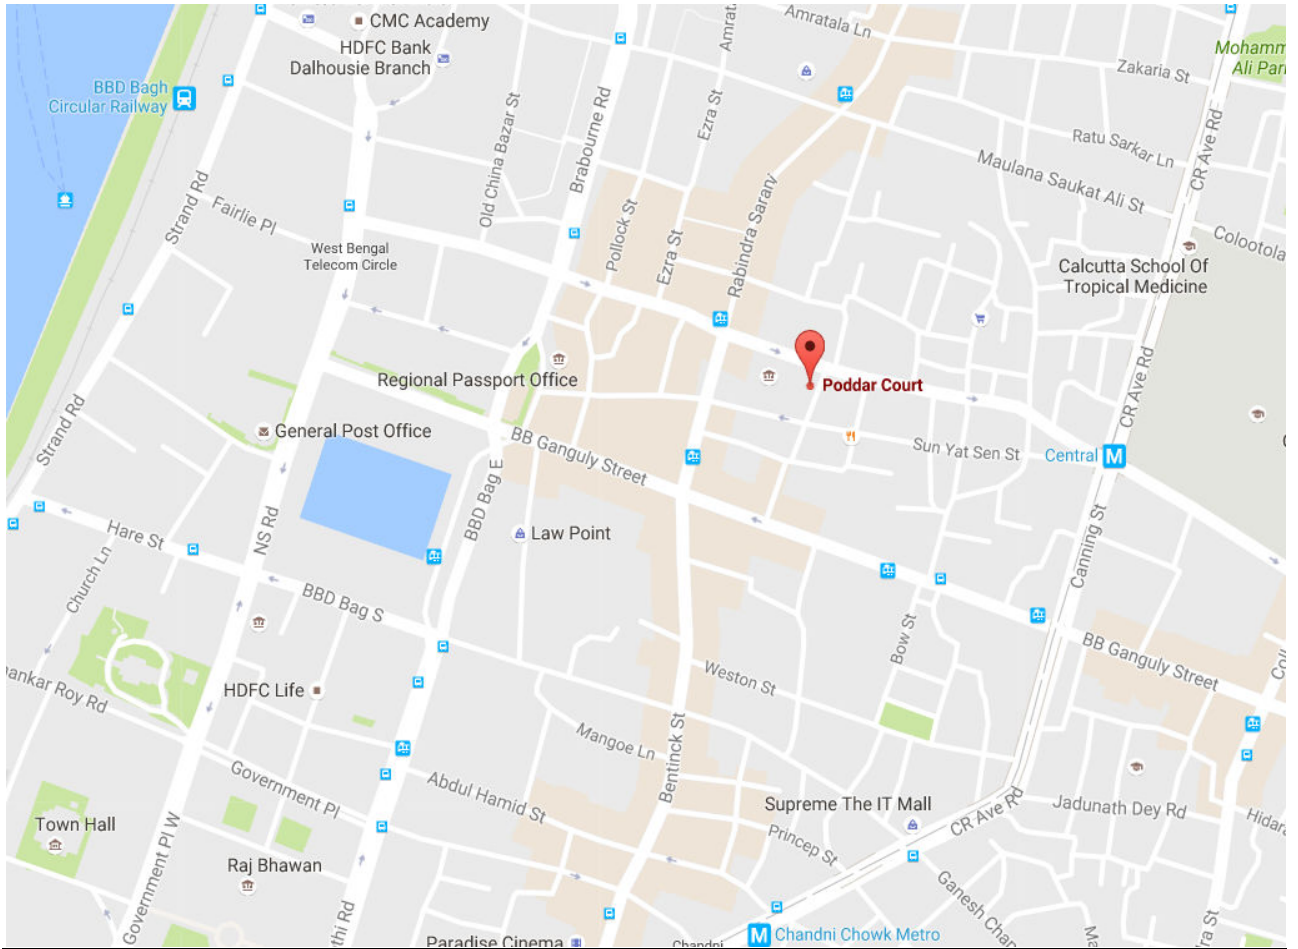 CMC Academy
HDFC Bank
Dalhousie Branch
Amratala Ln
Mohamm
Ali Par
Zakaria St
BBD Bagh
Circular Railway
Ezra St
Old China Bazar St
Brabourne Rd
Ratu Sarkar Ln
CR Ave Rd
Maulana Saukat Ali St
Strand Rd
Fairlie Pl
Pollock St
Ezra St
Rabindra Sarani
Colootola
West Bengal
Telecom Circle
Calcutta School Of
Tropical Medicine
Regional Passport Office
Poddar Court
CR Ave Rd
Strand Rd
General Post Office
BB Ganguly Street
Sun Yat Sen St
Central
M
BBD Bag E
NS Rd
Hare St
Law Point
Canning St
Church Ln
BBD Bag S
Bow St
BB Ganguly Street
ankar Roy Rd
HDFC Life
Weston St
Mangoe Ln
Bentinck St
Government Pl
Abdul Hamid St
Supreme The IT Mall
CR Ave Rd
Jadunath Dey Rd
Hidara
Town Hall
Princep St
Raj Bhawan
Government Pl W
Ganesh Chan
Paradise Cinema
Chandni
M
Chandni Chowk Metro